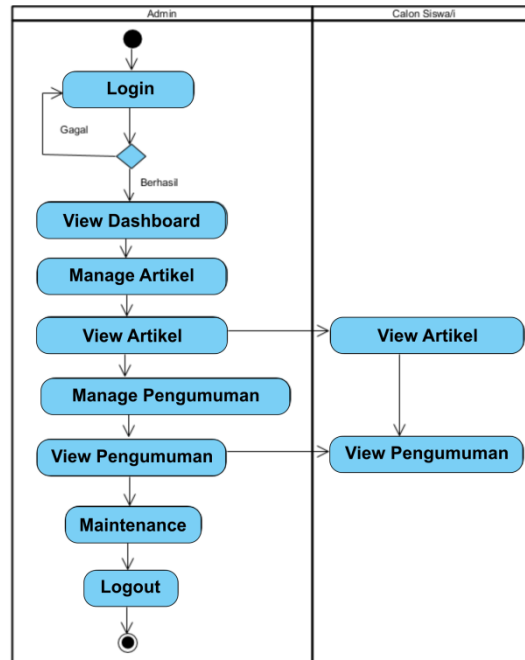 Admin
Calon Siswa/i
Login
Gagal
Berhasil
View Dashboard
Manage Artikel
View Artikel
View Artikel
Manage Pengumuman
View Pengumuman
View Pengumuman
Maintenance
Logout